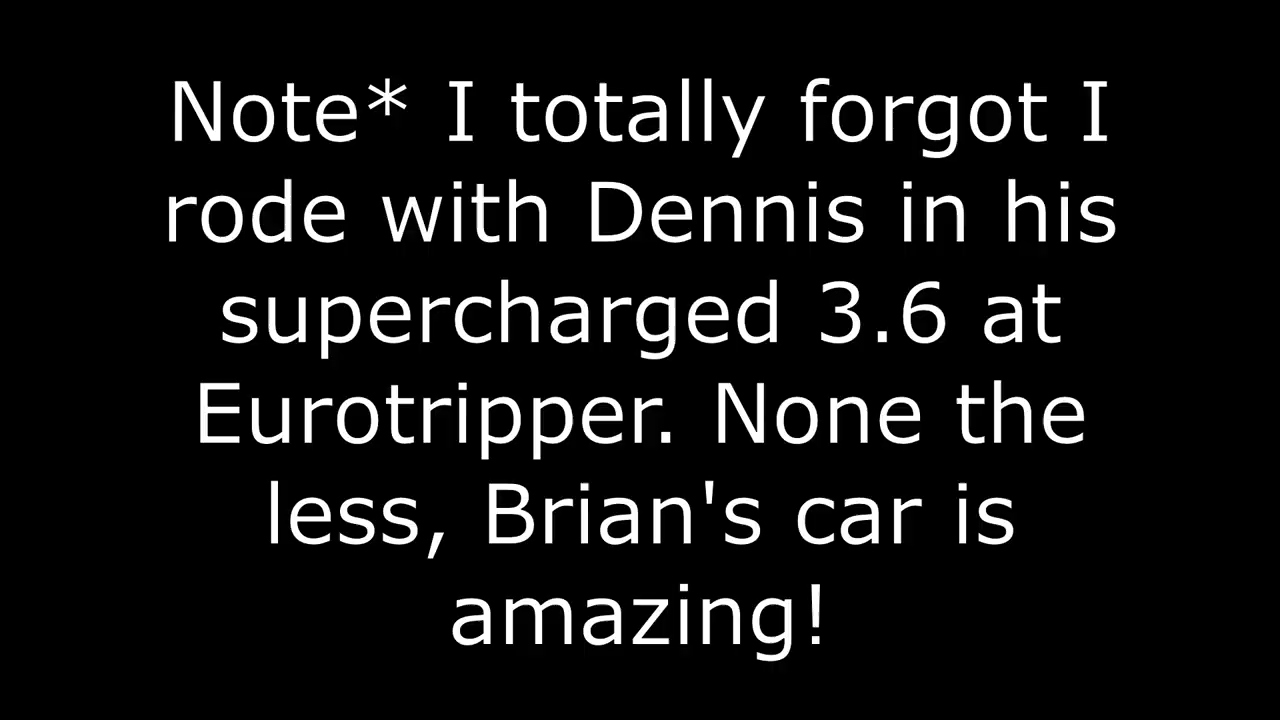 Note* I totally forgot I
rode with Dennis in his
supercharged 3.6 at
Eurotripper. None the
less, Brian's car is
amazing!